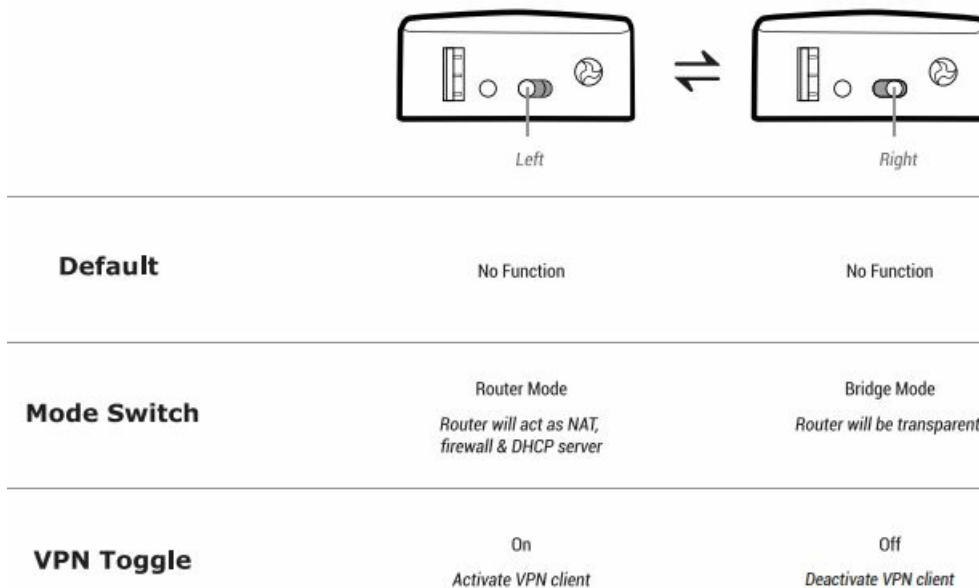 Left
Right
Default
No Function
No Function
Mode Switch
Router Mode
Router will act as NAT,
firewall & DHCP server
Bridge Mode
Router will be transparent
VPN Toggle
On
Activate VPN client
Off
Deactivate VPN client